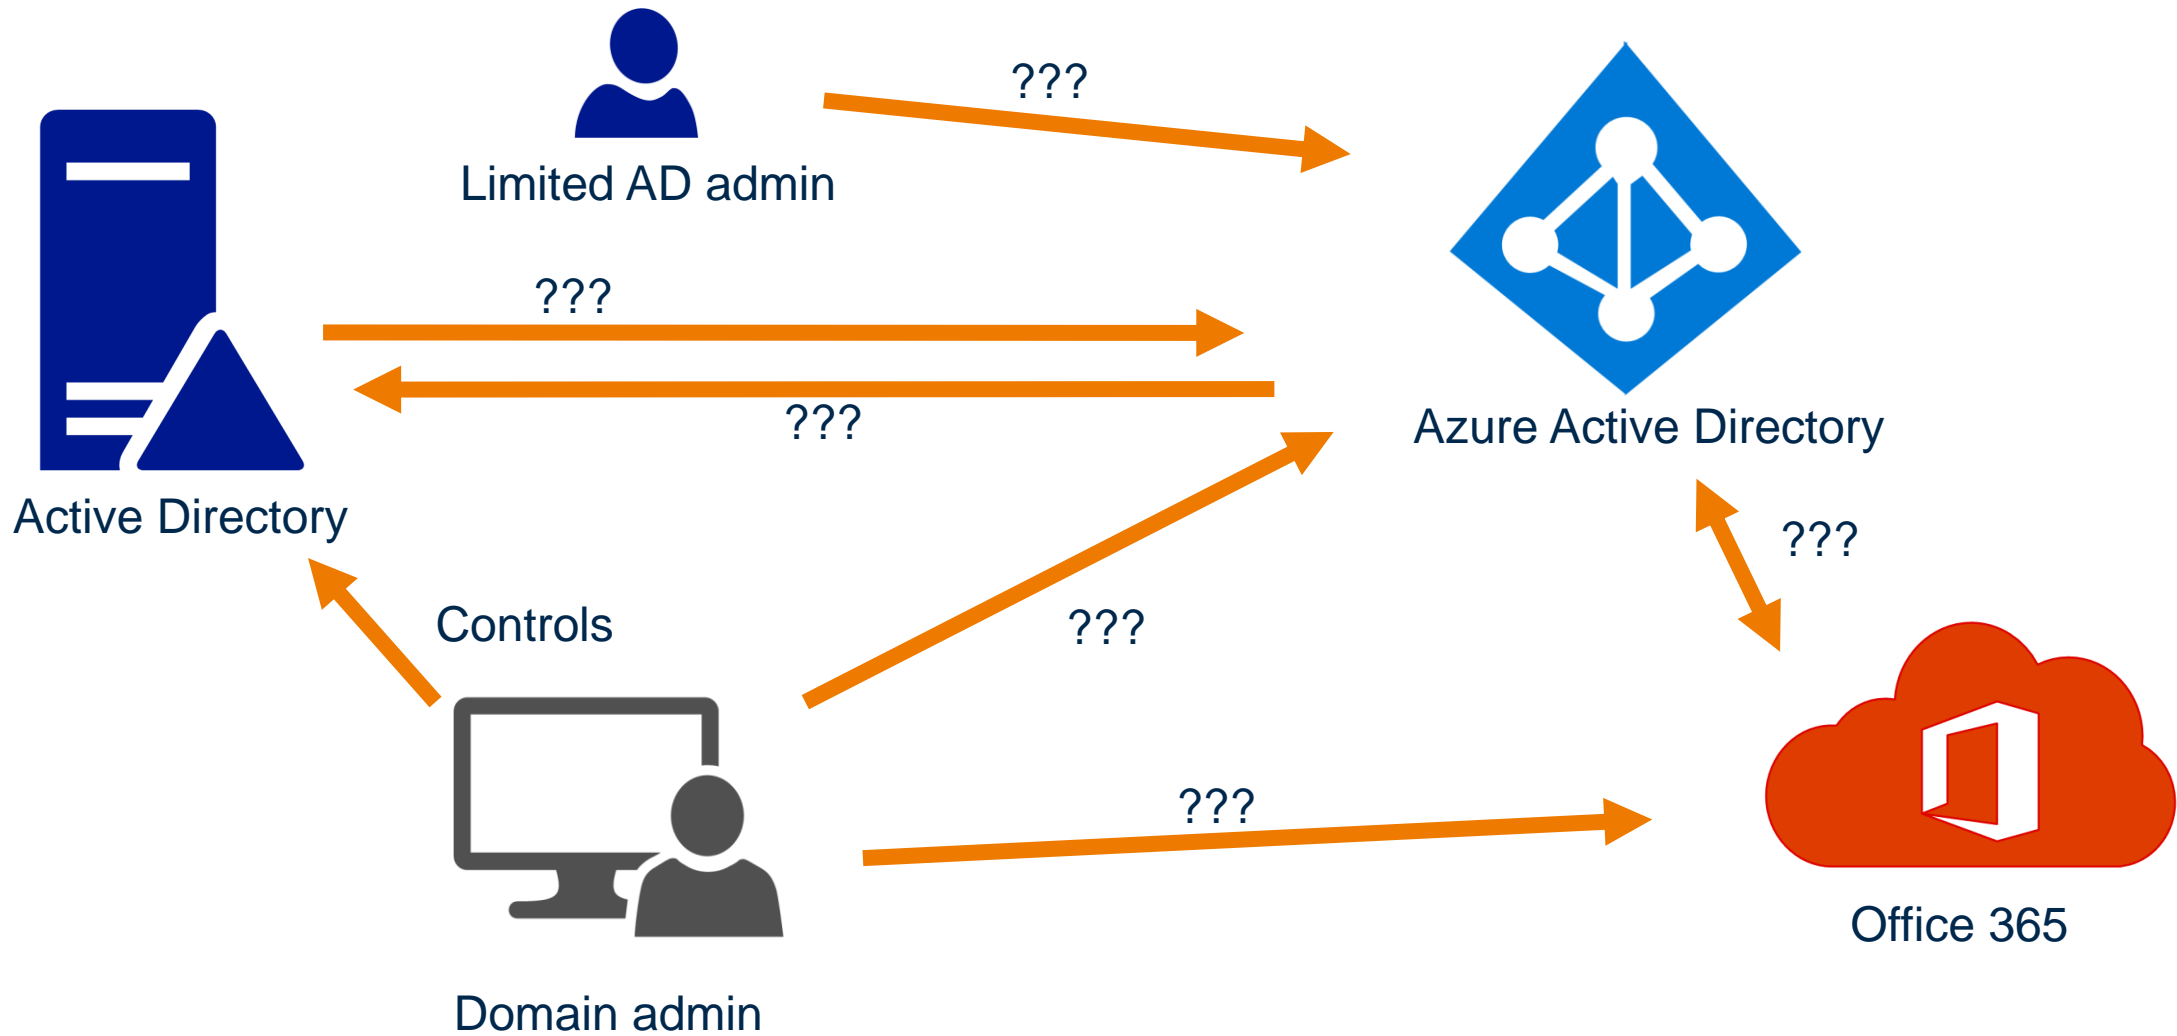 ???
Limited AD admin
???
???
Azure Active Directory
Active Directory
???
Controls
???
???
Office 365
Domain admin